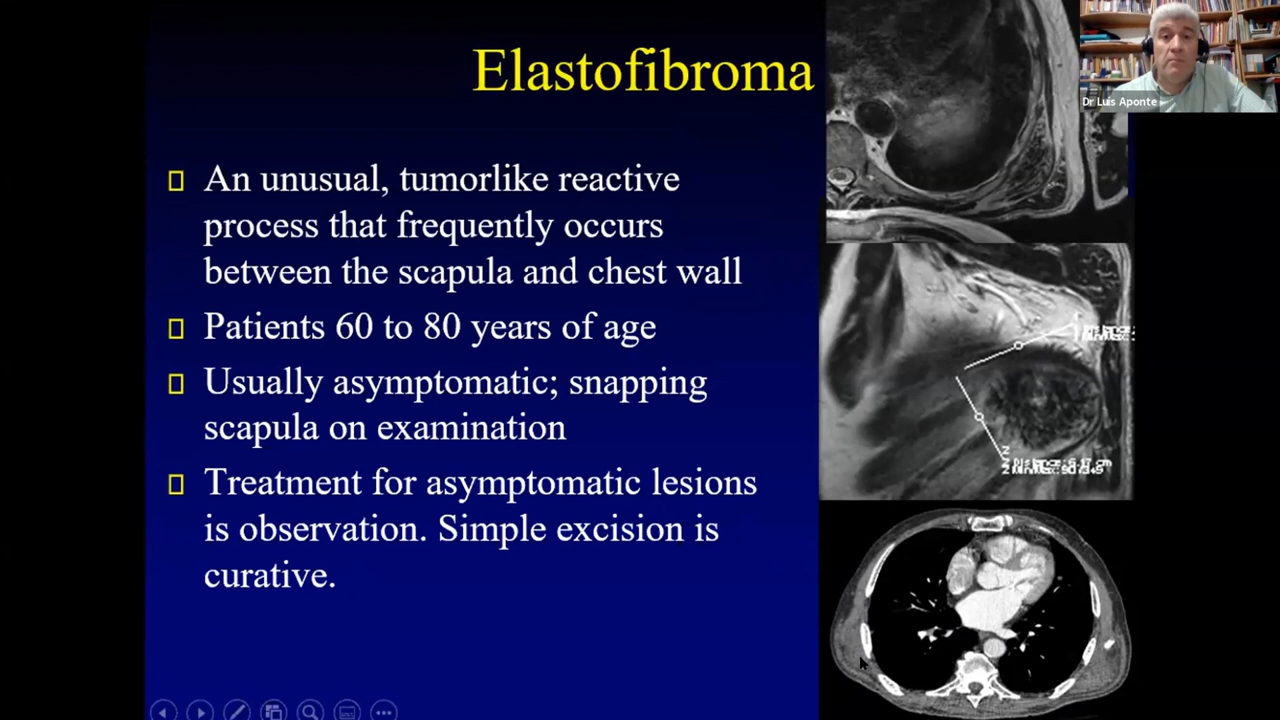 Elastofibroma
Dr Luis Aponte
An unusual, tumorlike reactive
process that frequently occurs
between the scapula and chest wall
Patients 60 to 80 years of age
Usually asymptomatic; snapping
scapula on examination
Treatment for asymptomatic lesions
is observation. Simple excision is
curative.